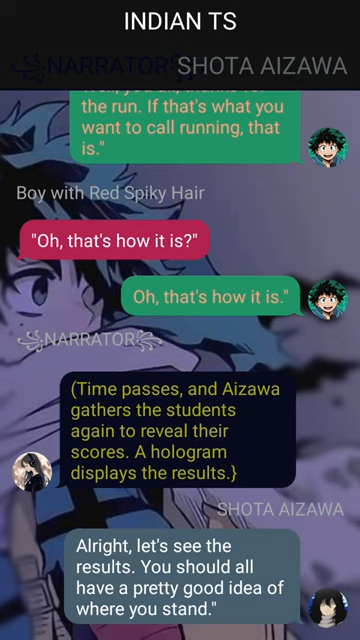 INDIAN TS
꧁NARRATOR꧂ SHOTA AIZAWA
the run. If that's what you
want to call running, that
is."
Boy with Red Spiky Hair
"Oh, that's how it is?"
Oh, that's how it is."
꧁NARRATOR꧂
(Time passes, and Aizawa
gathers the students
again to reveal their
scores. A hologram
displays the results.}
SHOTA AIZAWA
Alright, let's see the
results. You should all
have a pretty good idea of
where you stand."